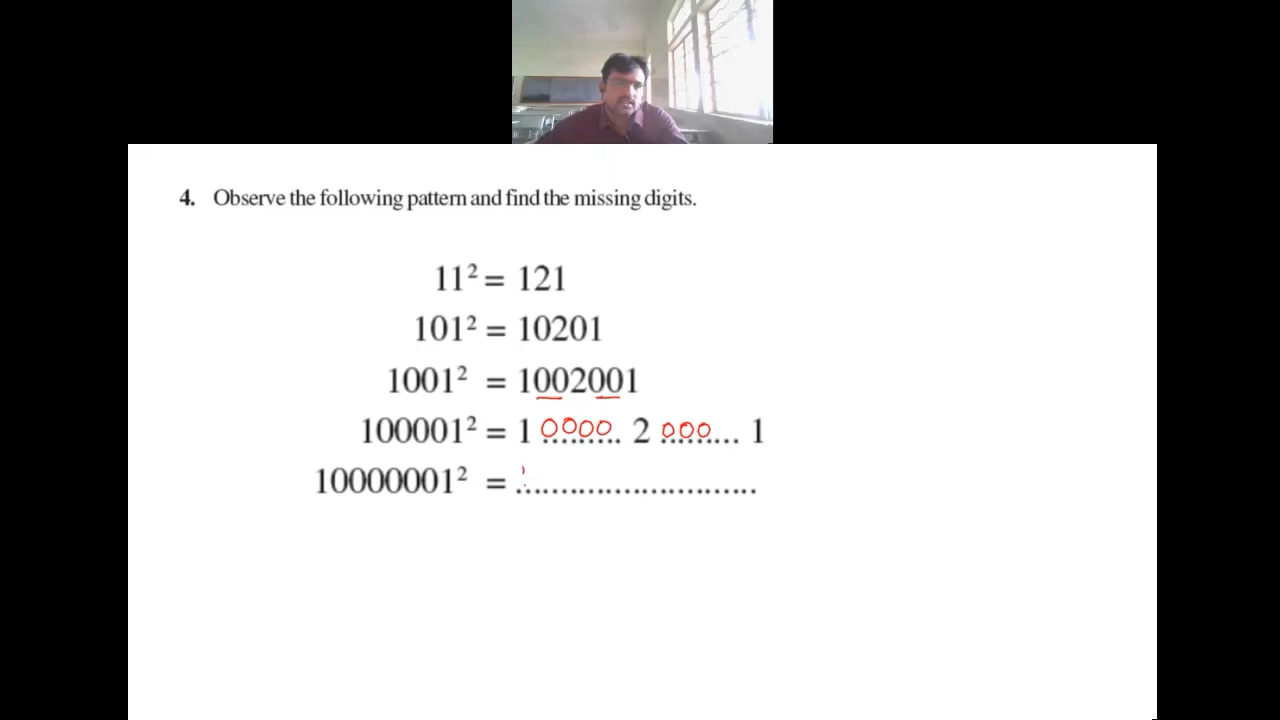 4. Observe the following pattern and find the missing digits.
11² = 121
101² = 10201
1001² = 1002001
100001² = 1 0000......... 2 000......... 1
10000001² = ...........................